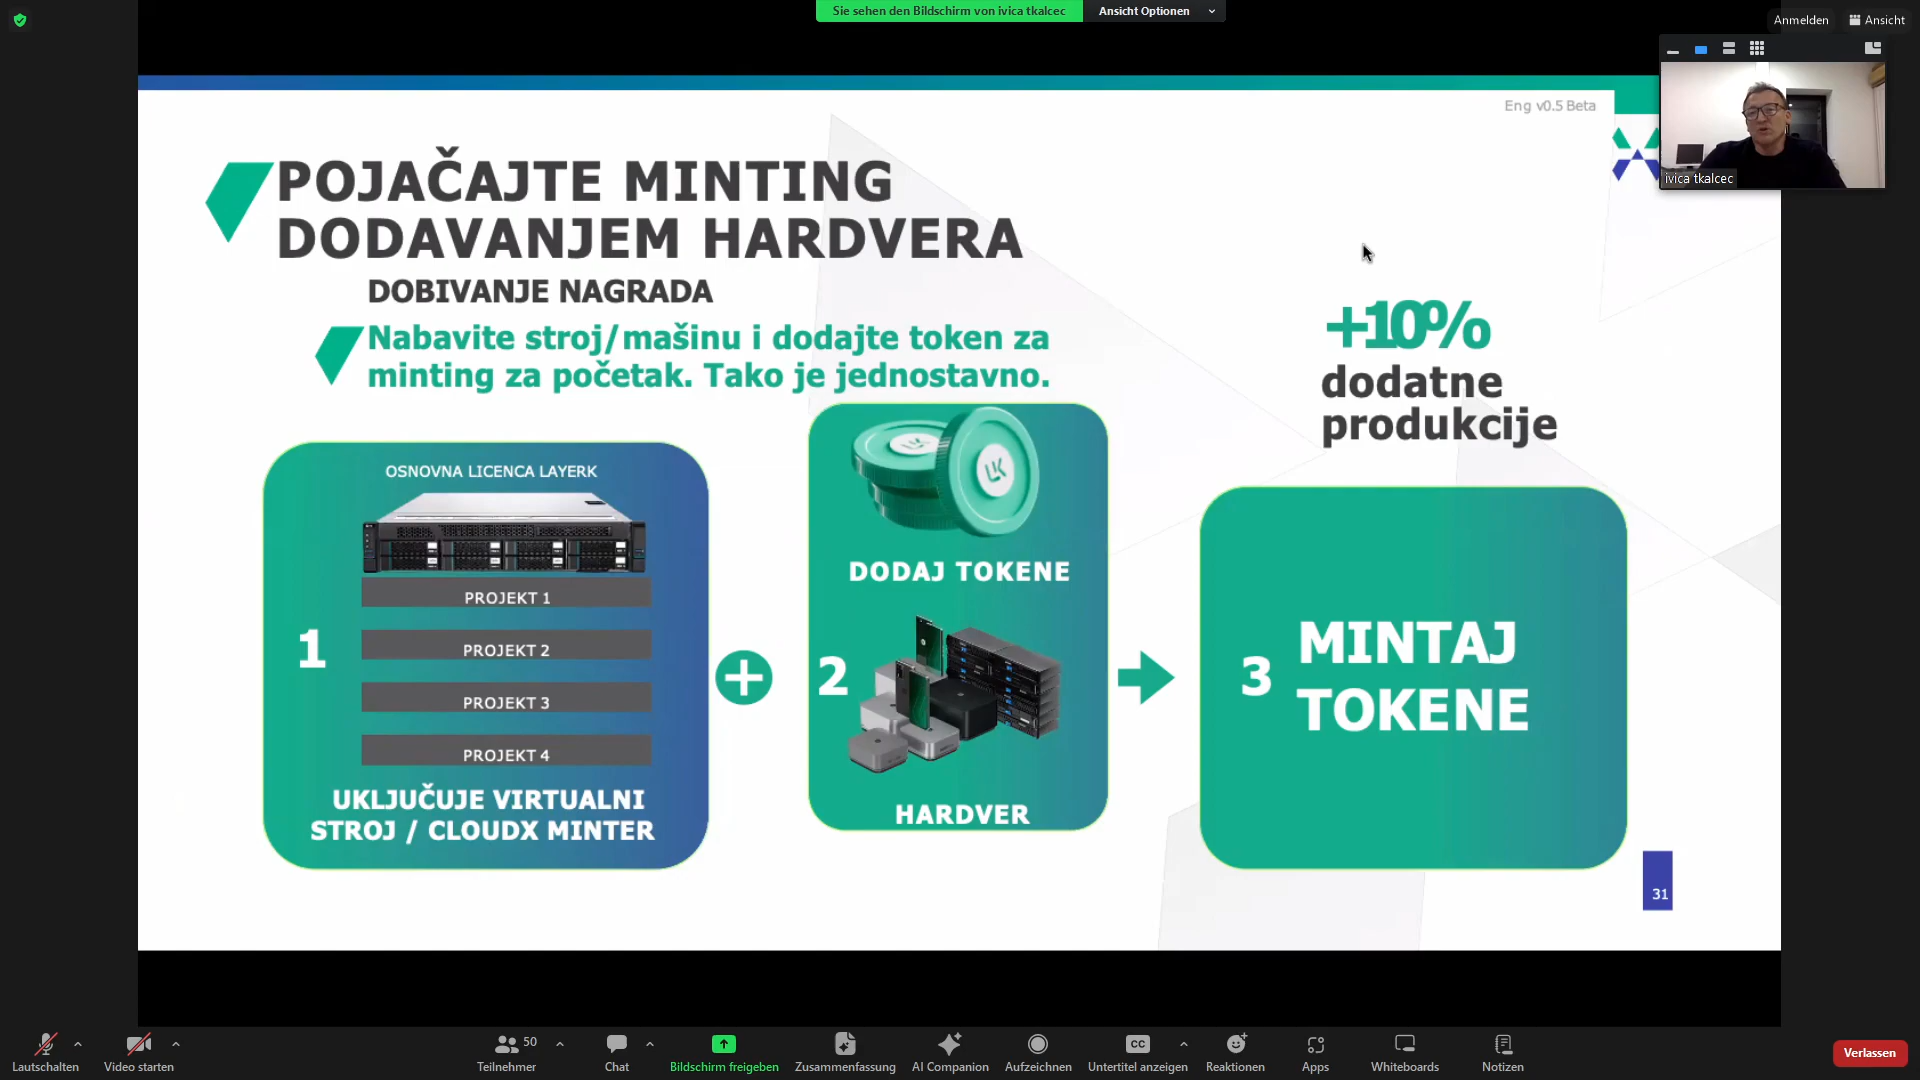 Sie sehen den Bildschirm von ivica tkalcec
Ansicht Optionen
Anmelden
Ansicht
ivica tkalcec
Eng v0.5 Beta
POJAČAJTE MINTING
DODAVANJEM HARDVERA
DOBIVANJE NAGRADA
Nabavite stroj/mašinu i dodajte token za
minting za početak. Tako je jednostavno.
+10%
dodatne
produkcije
OSNOVNA LICENCA LAYERK
1
PROJEKT 1
PROJEKT 2
PROJEKT 3
PROJEKT 4
UKLJUČUJE VIRTUALNI
STROJ / CLOUDX MINTER
LK
LK
DODAJ TOKENE
2
HARDVER
3
MINTAJ
TOKENE
31
Lautschalten
Video starten
50
Teilnehmer
Chat
Bildschirm freigeben
Zusammenfassung
AI Companion
Aufzeichnen
CC
Untertitel anzeigen
Reaktionen
Apps
Whiteboards
Notizen
Verlassen